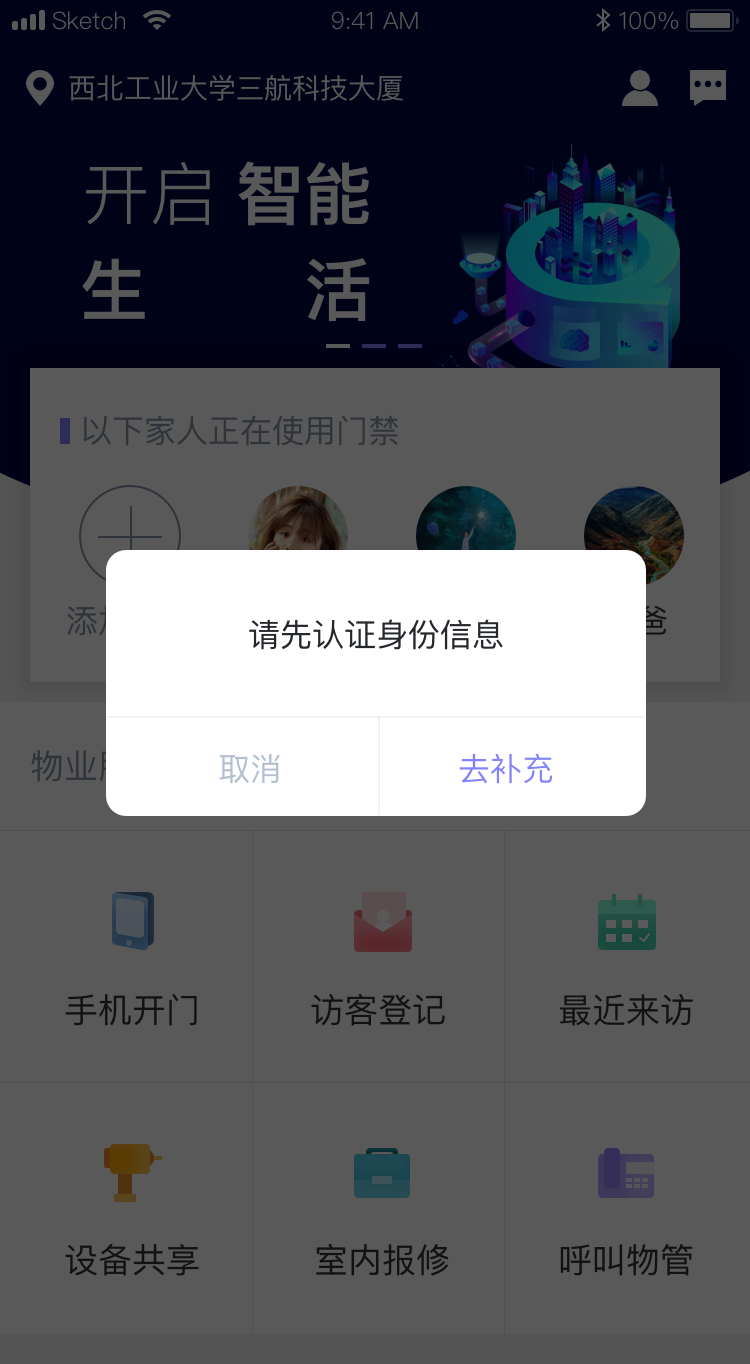 Sketch 9:41 AM 100%
西北工业大学三航科技大厦
开启 智能
生 活
以下家人正在使用门禁
添 爸
请先认证身份信息
物业
取消 去补充
手机开门 访客登记 最近来访
设备共享 室内报修 呼叫物管